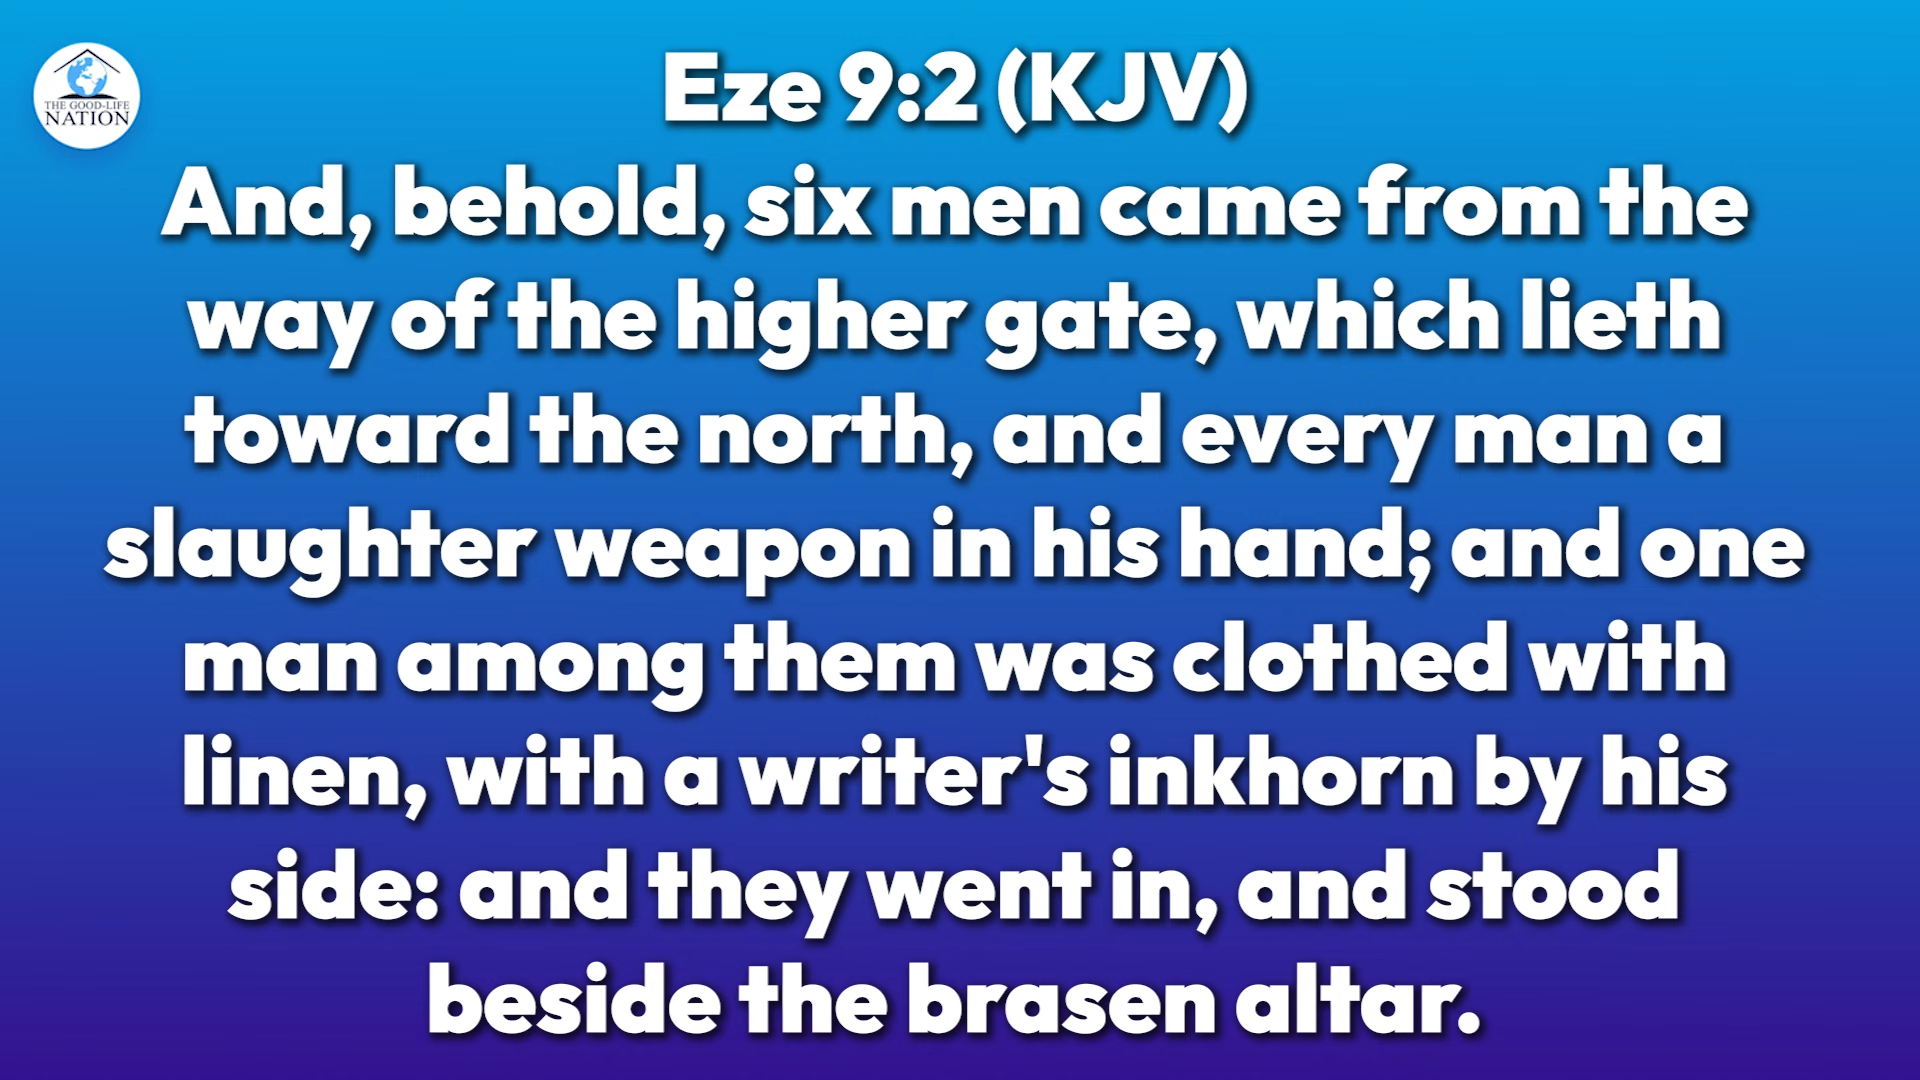 THE GOOD-LIFE
NATION
Eze 9:2 (KJV)
And, behold, six men came from the
way of the higher gate, which lieth
toward the north, and every man a
slaughter weapon in his hand; and one
man among them was clothed with
linen, with a writer's inkhorn by his
side: and they went in, and stood
beside the brasen altar.